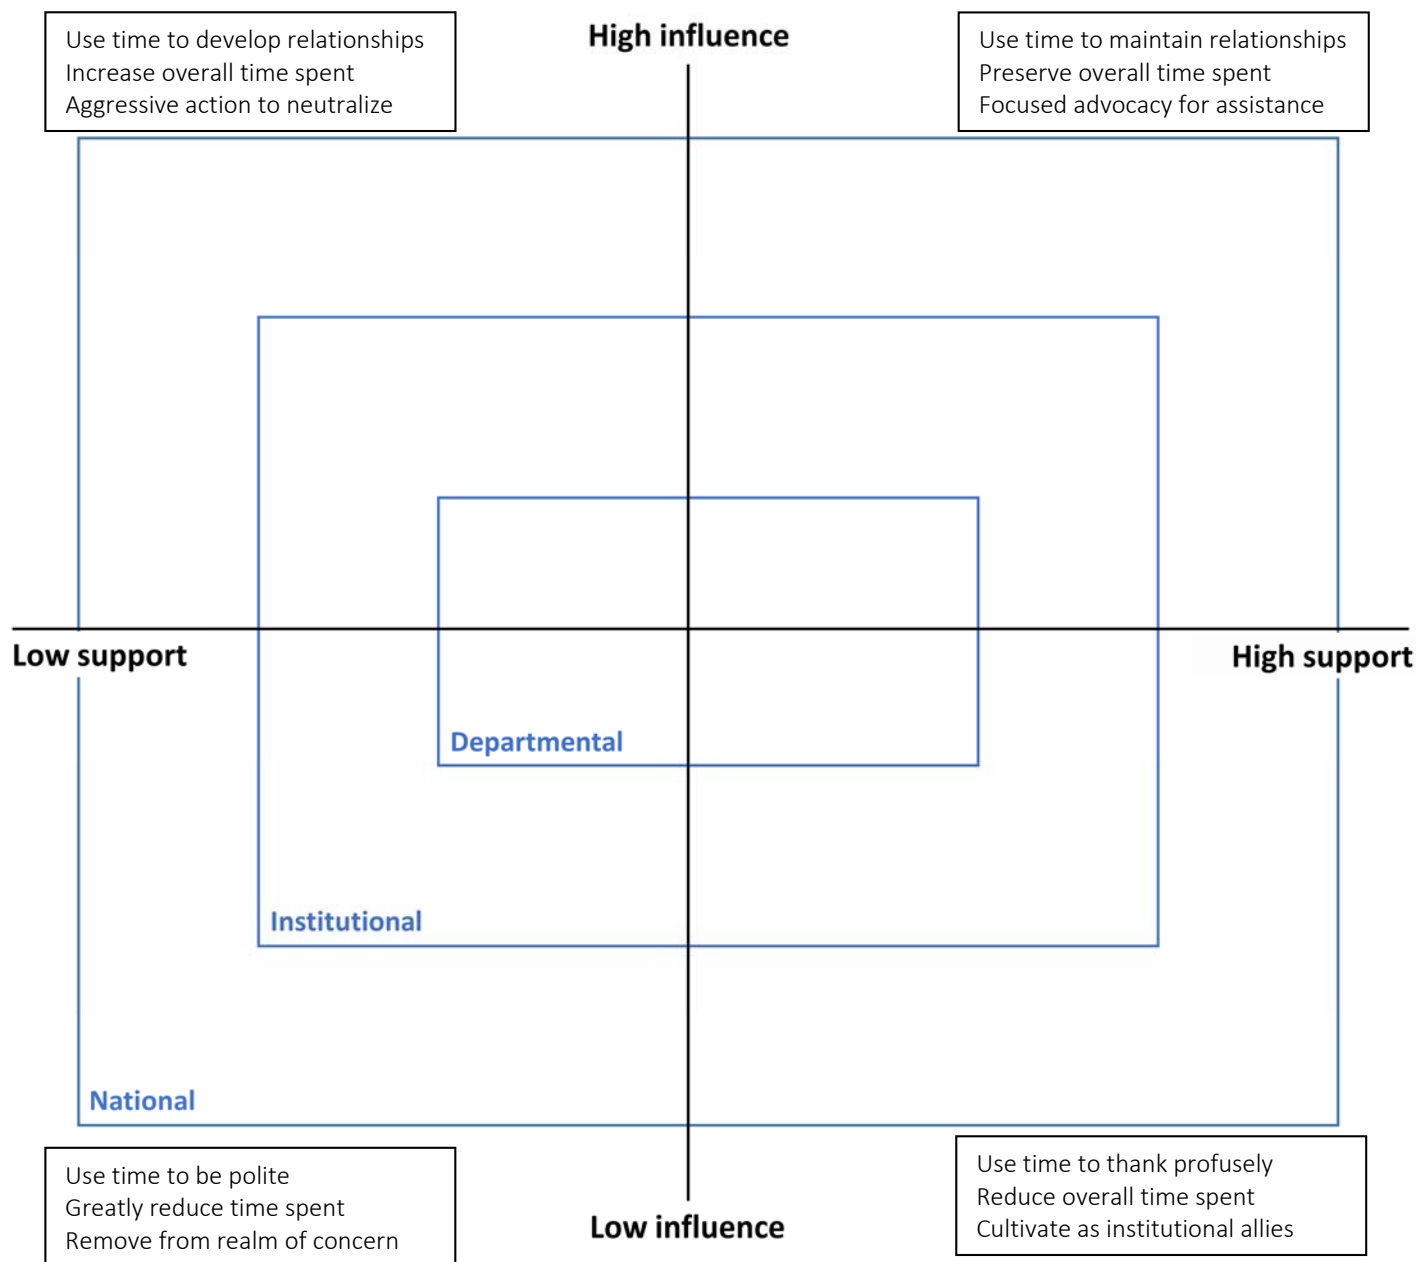 Use time to develop relationships
Increase overall time spent
Aggressive action to neutralize
High influence
Use time to maintain relationships
Preserve overall time spent
Focused advocacy for assistance
Low support
High support
Departmental
Institutional
National
Use time to be polite
Greatly reduce time spent
Remove from realm of concern
Low influence
Use time to thank profusely
Reduce overall time spent
Cultivate as institutional allies